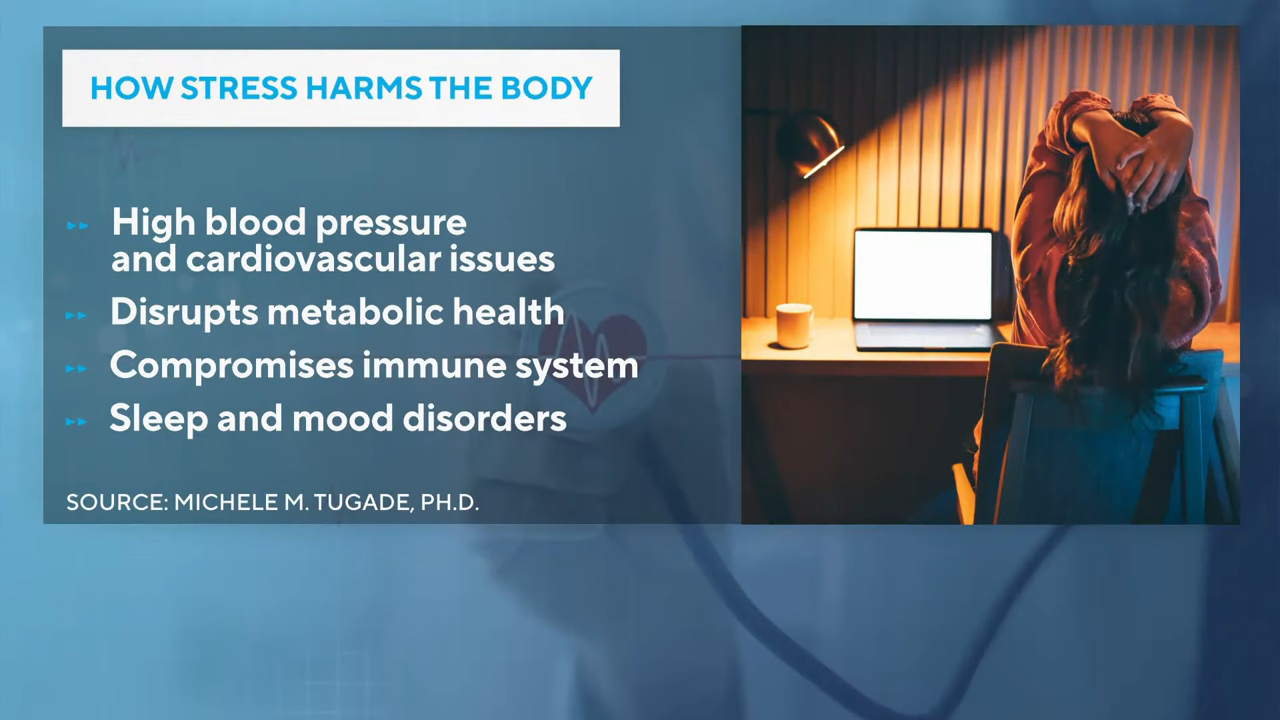 HOW STRESS HARMS THE BODY
High blood pressure
and cardiovascular issues
Disrupts metabolic health
Compromises immune system
Sleep and mood disorders
SOURCE: MICHELE M. TUGADE, PH.D.